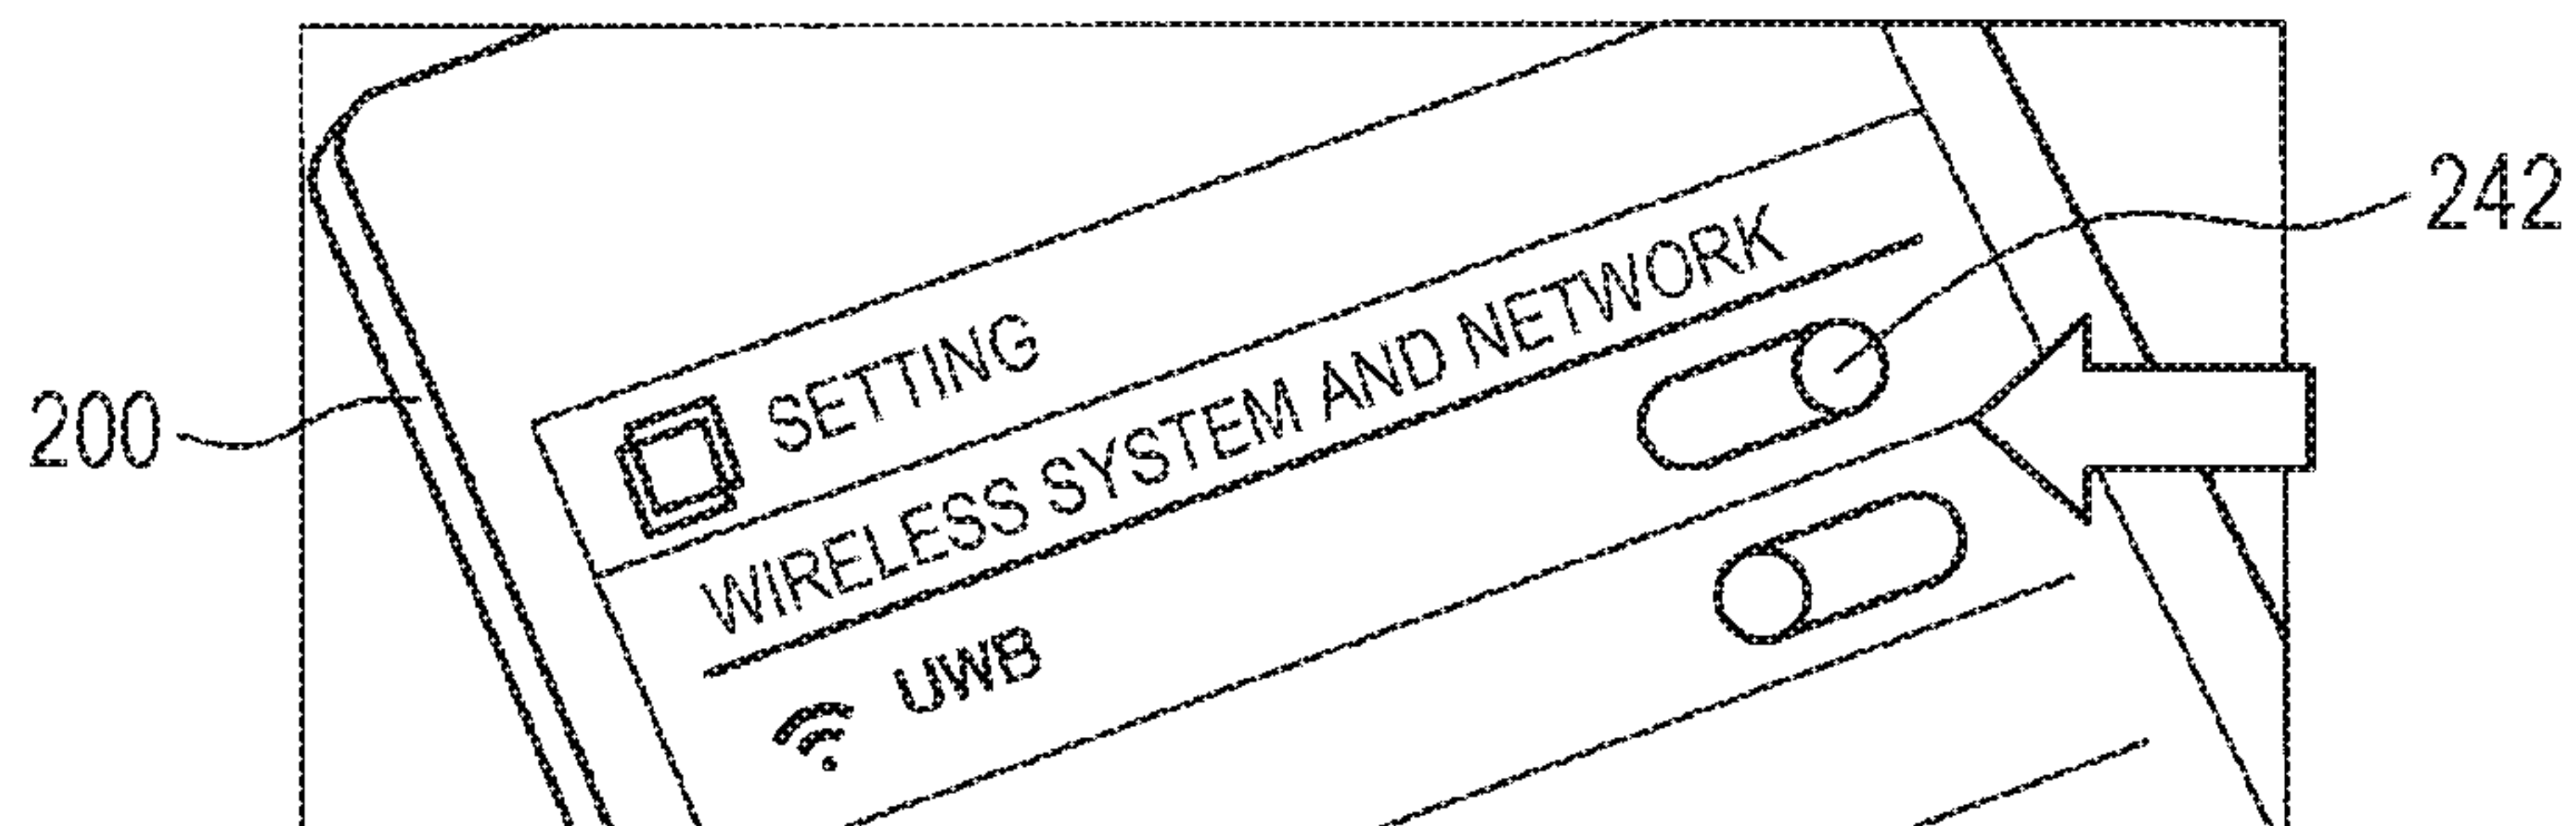 242
200
SETTING
WIRELESS SYSTEM AND NETWORK
UWB